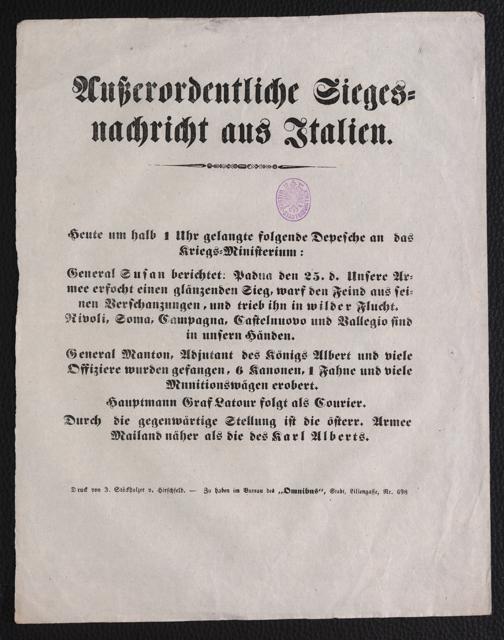 Außerordentliche Sieges=
nachricht aus Italien.
Heute um halb 1 Uhr gelangte folgende Depesche an das
Kriegs=Ministerium:
General Susan berichtet: Padua den 25. d. Unsere Ar=
mee erfocht einen glänzenden Sieg, warf den Feind aus sei=
nen Verschanzungen, und trieb ihn in wilder Flucht.
Rivoli, Soma, Campagna, Castelnuovo und Vallegio sind
in unsern Händen.
General Manton, Adjutant des Königs Albert und viele
Offiziere wurden gefangen, 6 Kanonen, 1 Fahne und viele
Munitionswägen erobert.
Hauptmann Graf Latour folgt als Courier.
Durch die gegenwärtige Stellung ist die österr. Armee
Mailand näher als die des Karl Alberts.
Druck von J. Stöckholzer v. Hirschfeld. — Zu haben im Bureau des „Omnibus“, Stadt, Liliengasse, Nr. 698